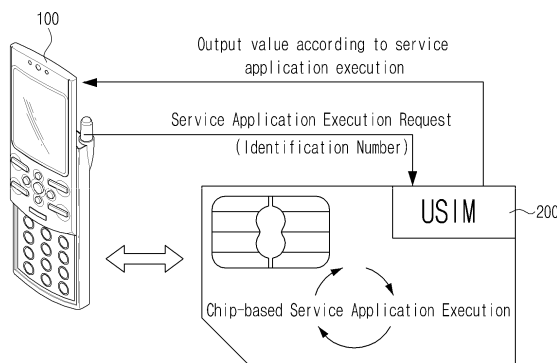 100
Output value according to service
application execution
Service Application Execution Request
(Identification Number)
USIM
200
Chip-based Service Application Execution